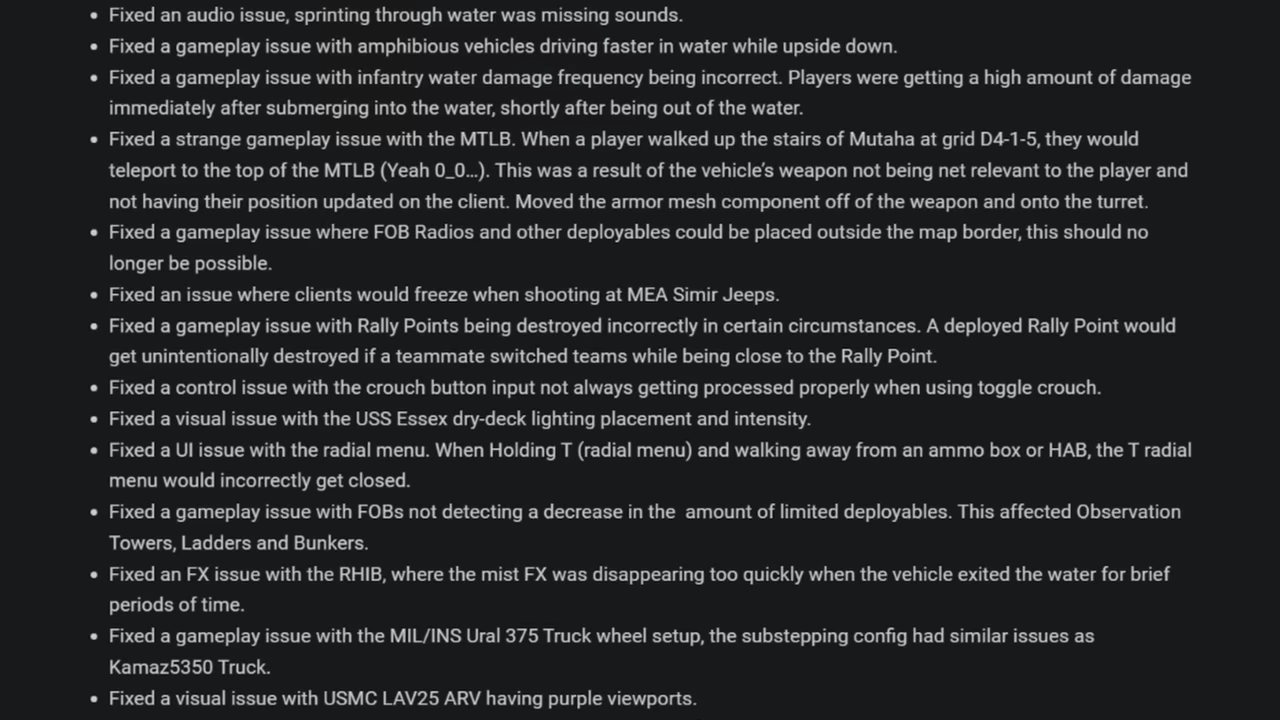 • Fixed an audio issue, sprinting through water was missing sounds.
• Fixed a gameplay issue with amphibious vehicles driving faster in water while upside down.
• Fixed a gameplay issue with infantry water damage frequency being incorrect. Players were getting a high amount of damage
immediately after submerging into the water, shortly after being out of the water.
• Fixed a strange gameplay issue with the MTLB. When a player walked up the stairs of Mutaha at grid D4-1-5, they would
teleport to the top of the MTLB (Yeah 0_0…). This was a result of the vehicle’s weapon not being net relevant to the player and
not having their position updated on the client. Moved the armor mesh component off of the weapon and onto the turret.
• Fixed a gameplay issue where FOB Radios and other deployables could be placed outside the map border, this should no
longer be possible.
• Fixed an issue where clients would freeze when shooting at MEA Simir Jeeps.
• Fixed a gameplay issue with Rally Points being destroyed incorrectly in certain circumstances. A deployed Rally Point would
get unintentionally destroyed if a teammate switched teams while being close to the Rally Point.
• Fixed a control issue with the crouch button input not always getting processed properly when using toggle crouch.
• Fixed a visual issue with the USS Essex dry-deck lighting placement and intensity.
• Fixed a UI issue with the radial menu. When Holding T (radial menu) and walking away from an ammo box or HAB, the T radial
menu would incorrectly get closed.
• Fixed a gameplay issue with FOBs not detecting a decrease in the  amount of limited deployables. This affected Observation
Towers, Ladders and Bunkers.
• Fixed an FX issue with the RHIB, where the mist FX was disappearing too quickly when the vehicle exited the water for brief
periods of time.
• Fixed a gameplay issue with the MIL/INS Ural 375 Truck wheel setup, the substepping config had similar issues as
Kamaz5350 Truck.
• Fixed a visual issue with USMC LAV25 ARV having purple viewports.